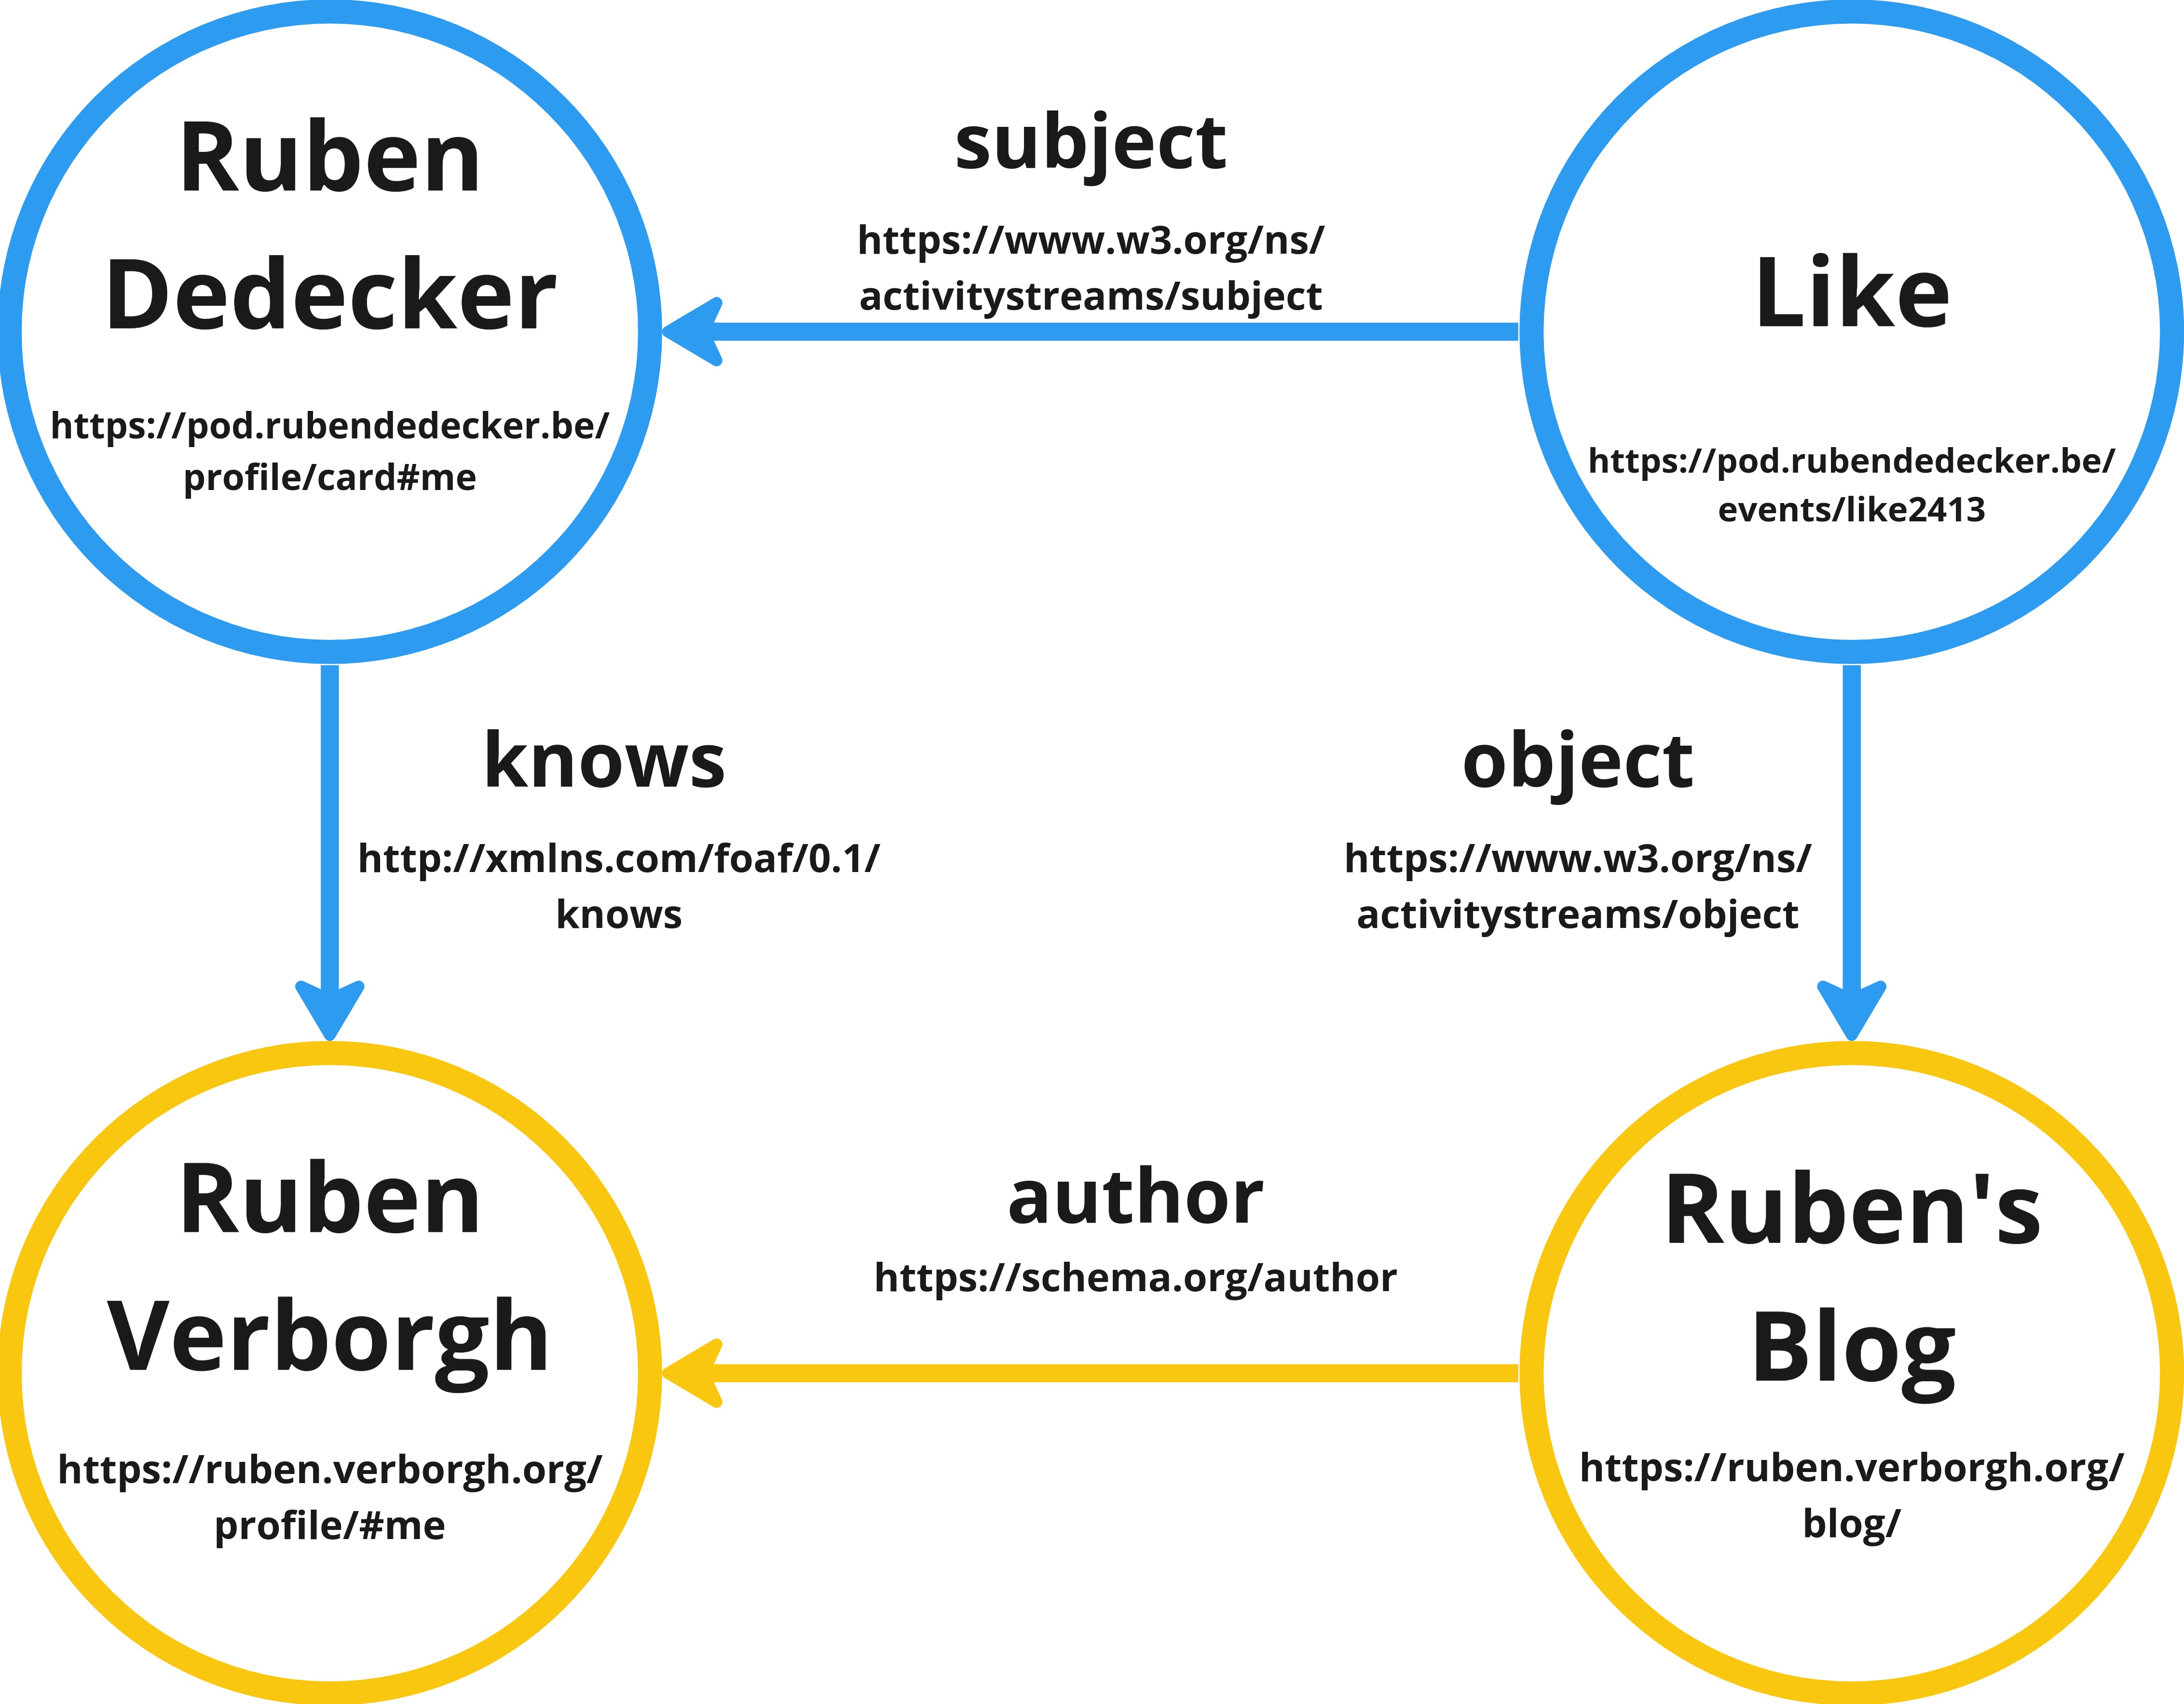 Ruben
Dedecker
https://pod.rubendedecker.be/
profile/card#me
subject
https://www.w3.org/ns/
activitystreams/subject
Like
https://pod.rubendedecker.be/
events/like2413
knows
http://xmlns.com/foaf/0.1/
knows
object
https://www.w3.org/ns/
activitystreams/object
Ruben
Verborgh
https://ruben.verborgh.org/
profile/#me
author
https://schema.org/author
Ruben's
Blog
https://ruben.verborgh.org/
blog/